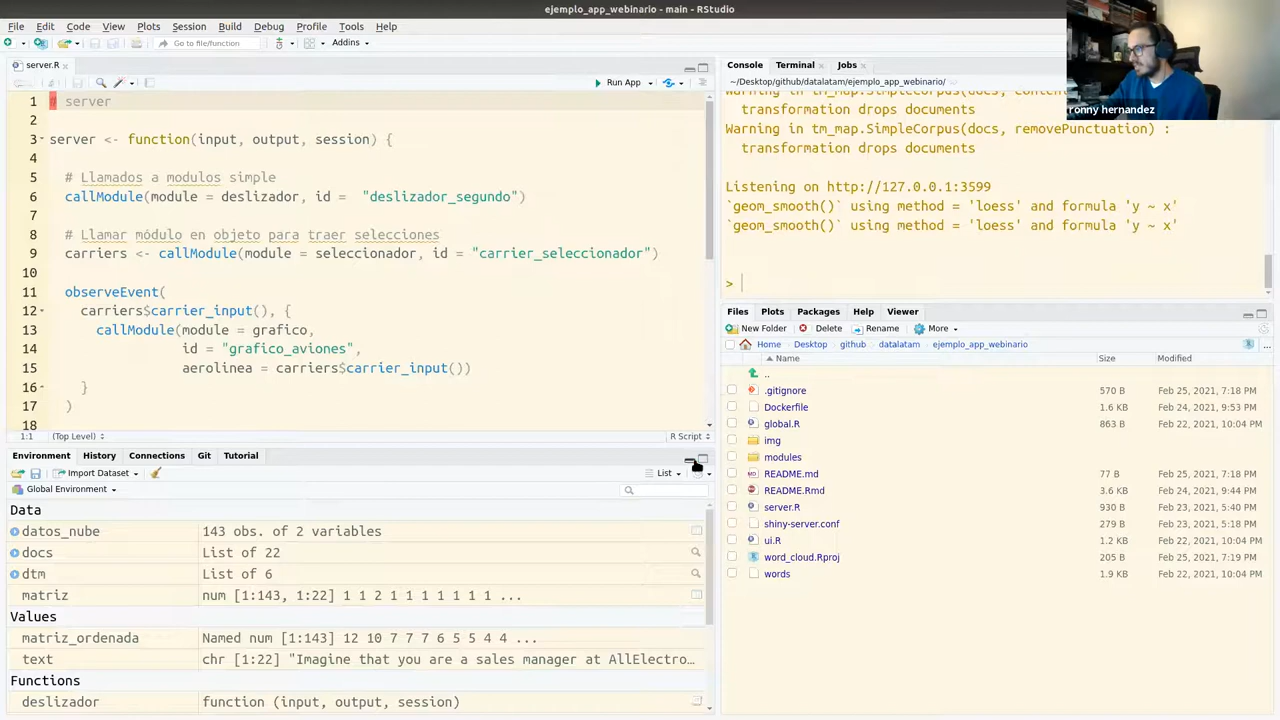 ejemplo_app_webinario - main - RStudio
File Edit Code View Plots Session Build Debug Profile Tools Help
Go to file/function Addins
server.R
Run App
1 # server
2
3 server <- function(input, output, session) {
4
5 # Llamados a modulos simple
6 callModule(module = deslizador, id = "deslizador_segundo")
7
8 # Llamar módulo en objeto para traer selecciones
9 carriers <- callModule(module = seleccionador, id = "carrier_seleccionador")
10
11 observeEvent(
12 carriers$carrier_input(), {
13 callModule(module = grafico,
14 id = "grafico_aviones",
15 aerolinea = carriers$carrier_input())
16 }
17 )
18
1:1 (Top Level) R Script
Environment History Connections Git Tutorial
Import Dataset List
Global Environment
Data
datos_nube 143 obs. of 2 variables
docs List of 22
dtm List of 6
matriz num [1:143, 1:22] 1 1 2 1 1 1 1 1 1 1 ...
Values
matriz_ordenada Named num [1:143] 12 10 7 7 7 6 5 5 4 4 ...
text chr [1:22] "Imagine that you are a sales manager at AllElectro…
Functions
deslizador function (input, output, session)
Console Terminal Jobs
~/Desktop/github/datalatam/ejemplo_app_webinario/
ronny hernandez
Warning in tm_map.SimpleCorpus(docs, conten
transformation drops documents
Warning in tm_map.SimpleCorpus(docs, removePunctuation) :
transformation drops documents
Listening on http://127.0.0.1:3599
`geom_smooth()` using method = 'loess' and formula 'y ~ x'
`geom_smooth()` using method = 'loess' and formula 'y ~ x'
>
Files Plots Packages Help Viewer
New Folder Delete Rename More
Home Desktop github datalatam ejemplo_app_webinario ...
Name Size Modified
..
.gitignore 570 B Feb 25, 2021, 7:18 PM
Dockerfile 1.6 KB Feb 24, 2021, 9:53 PM
global.R 863 B Feb 22, 2021, 10:04 PM
img
modules
README.md 77 B Feb 25, 2021, 7:18 PM
README.Rmd 3.6 KB Feb 24, 2021, 9:44 PM
server.R 930 B Feb 23, 2021, 5:40 PM
shiny-server.conf 279 B Feb 23, 2021, 5:18 PM
ui.R 1.2 KB Feb 22, 2021, 10:04 PM
word_cloud.Rproj 205 B Feb 25, 2021, 7:19 PM
words 1.9 KB Feb 22, 2021, 10:04 PM